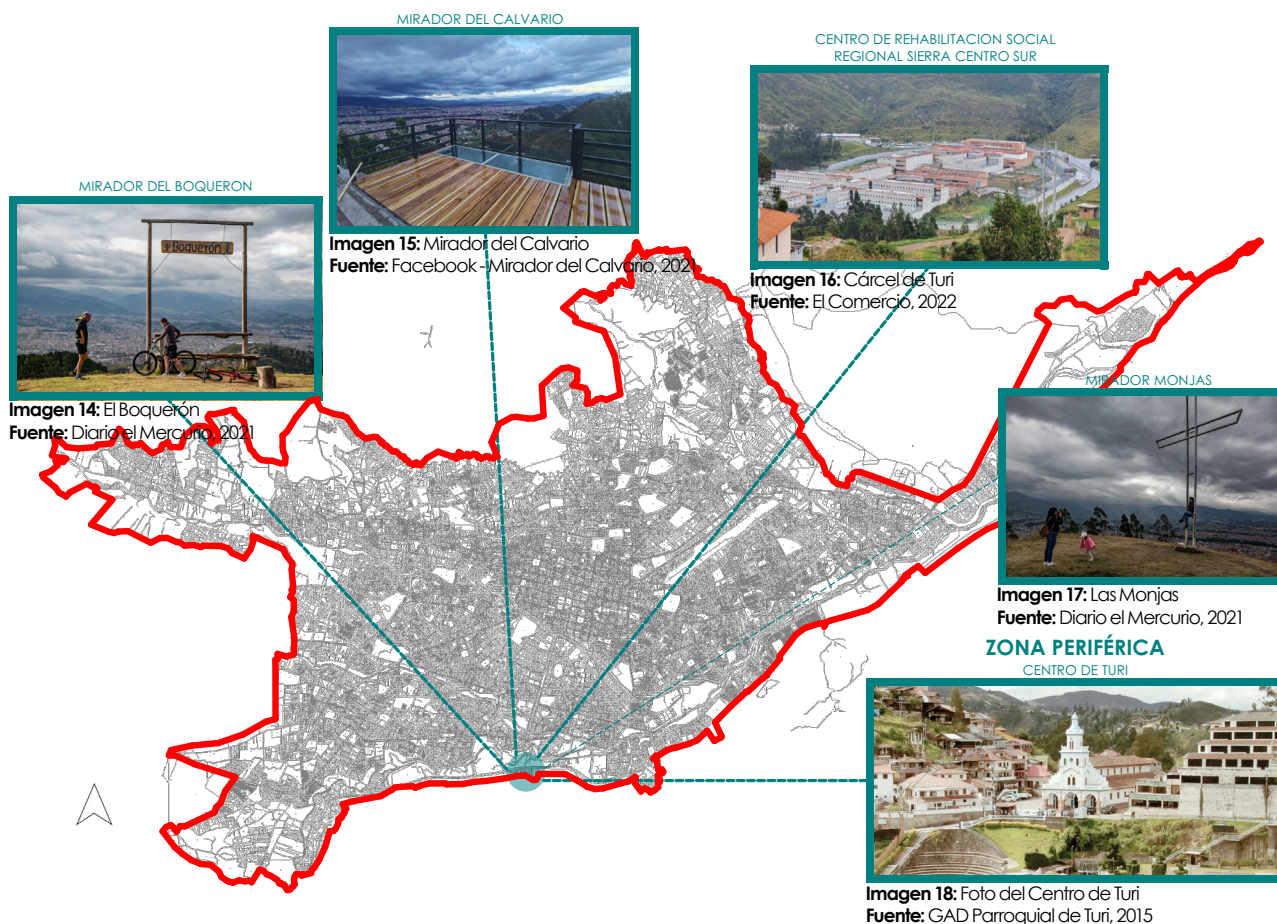 MIRADOR DEL CALVARIO
Imagen 15: Mirador del Calvario
Fuente: Facebook - Mirador del Calvario, 2021
CENTRO DE REHABILITACION SOCIAL
REGIONAL SIERRA CENTRO SUR
Imagen 16: Cárcel de Turi
Fuente: El Comercio, 2022
MIRADOR DEL BOQUERON
Boquerón
Imagen 14: El Boquerón
Fuente: Diario el Mercurio, 2021
MIRADOR MONJAS
Imagen 17: Las Monjas
Fuente: Diario el Mercurio, 2021
ZONA PERIFÉRICA
CENTRO DE TURI
Imagen 18: Foto del Centro de Turi
Fuente: GAD Parroquial de Turi, 2015